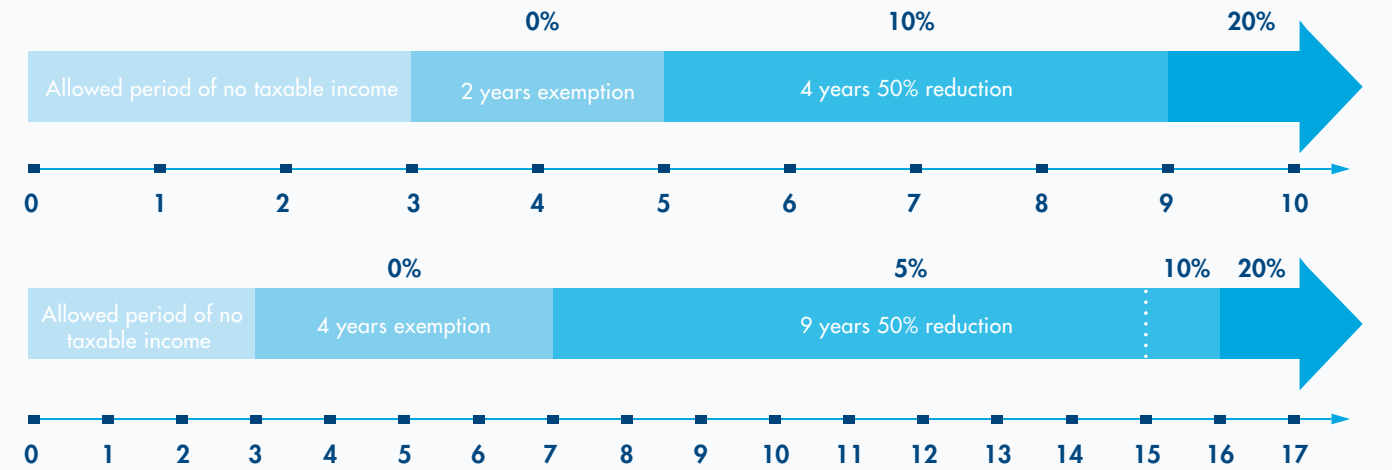 0% 10% 20%
Allowed period of no taxable income 2 years exemption 4 years 50% reduction
0 1 2 3 4 5 6 7 8 9 10
0% 5% 10% 20%
Allowed period of no
taxable income
4 years exemption 9 years 50% reduction
0 1 2 3 4 5 6 7 8 9 10 11 12 13 14 15 16 17